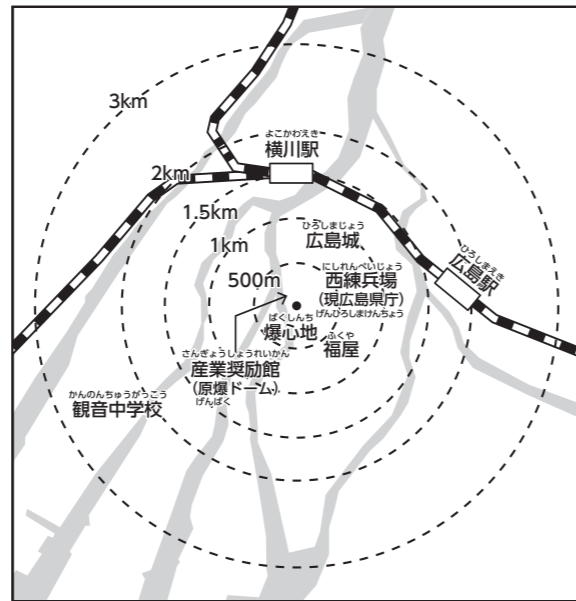 3km
よこかわえき
横川駅
2km
1.5km
ひろしまじょう
広島城
1km
ひろしまえき
広島駅
にしれんぺいじょう
西練兵場
(現広島県庁)
げんひろしまけんちょう
500m
ばくしんち
爆心地
ふくや
福屋
さんぎょうしょうれいかん
産業奨励館
(原爆ドーム)
げんばく
かんのんちゅうがっこう
観音中学校